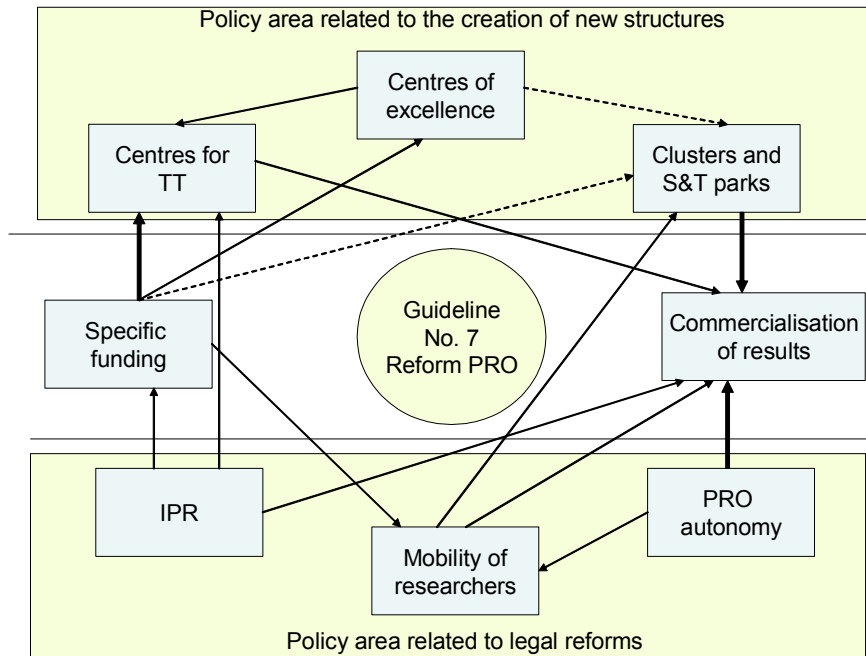 Policy area related to the creation of new structures
Centres of
excellence
Centres for
TT
Clusters and
S&T parks
Specific
funding
Guideline
No. 7
Reform PRO
Commercialisation
of results
IPR
Mobility of
researchers
PRO
autonomy
Policy area related to legal reforms